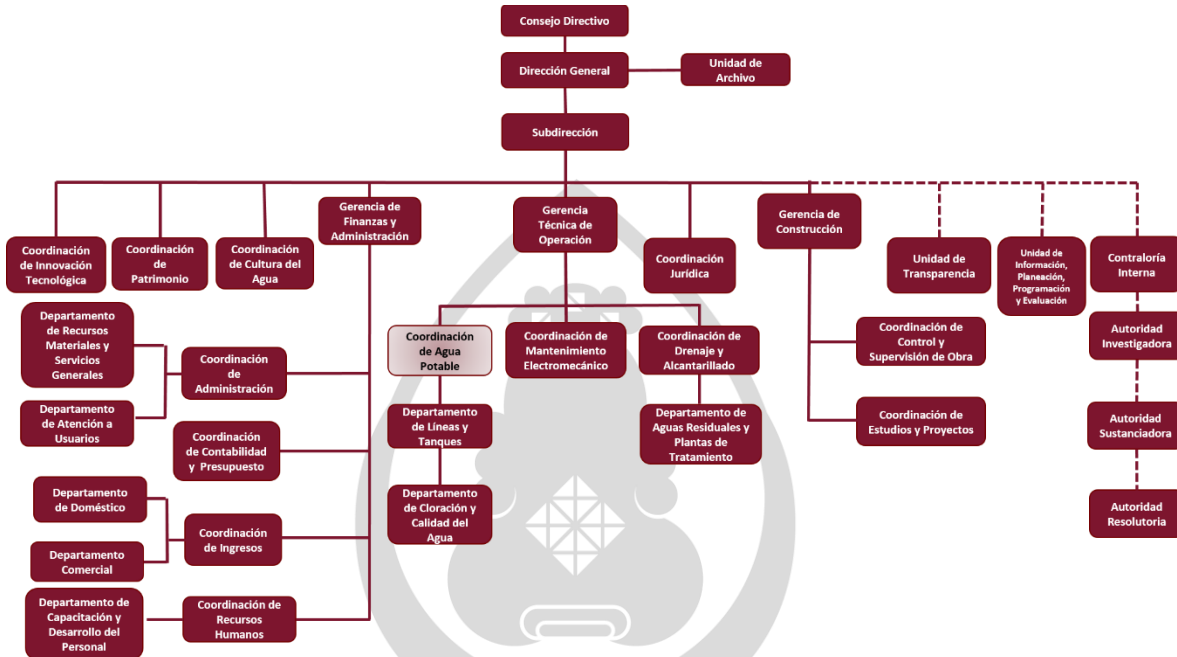 Consejo Directivo
Dirección General
Unidad de
Archivo
Subdirección
Coordinación
de Innovación
Tecnológica
Coordinación
de
Patrimonio
Coordinación
de Cultura del
Agua
Gerencia de
Finanzas y
Administración
Gerencia
Técnica de
Operación
Coordinación
Jurídica
Gerencia de
Construcción
Unidad de
Transparencia
Unidad de
Información,
Planeación,
Programación
y Evaluación
Contraloría
Interna
Departamento
de Recursos
Materiales y
Servicios
Generales
Departamento
de Atención a
Usuarios
Coordinación
de
Administración
Coordinación
de Contabilidad
y Presupuesto
Departamento
de Doméstico
Departamento
Comercial
Coordinación
de Ingresos
Departamento de
Capacitación y
Desarrollo del
Personal
Coordinación de
Recursos
Humanos
Coordinación
de Agua
Potable
Departamento
de Líneas y
Tanques
Departamento
de Cloración y
Calidad del
Agua
Coordinación de
Mantenimiento
Electromecánico
Coordinación de
Drenaje y
Alcantarillado
Departamento de
Aguas Residuales y
Plantas de
Tratamiento
Coordinación de
Control y
Supervisión de Obra
Coordinación de
Estudios y Proyectos
Autoridad
Investigadora
Autoridad
Sustanciadora
Autoridad
Resolutoria